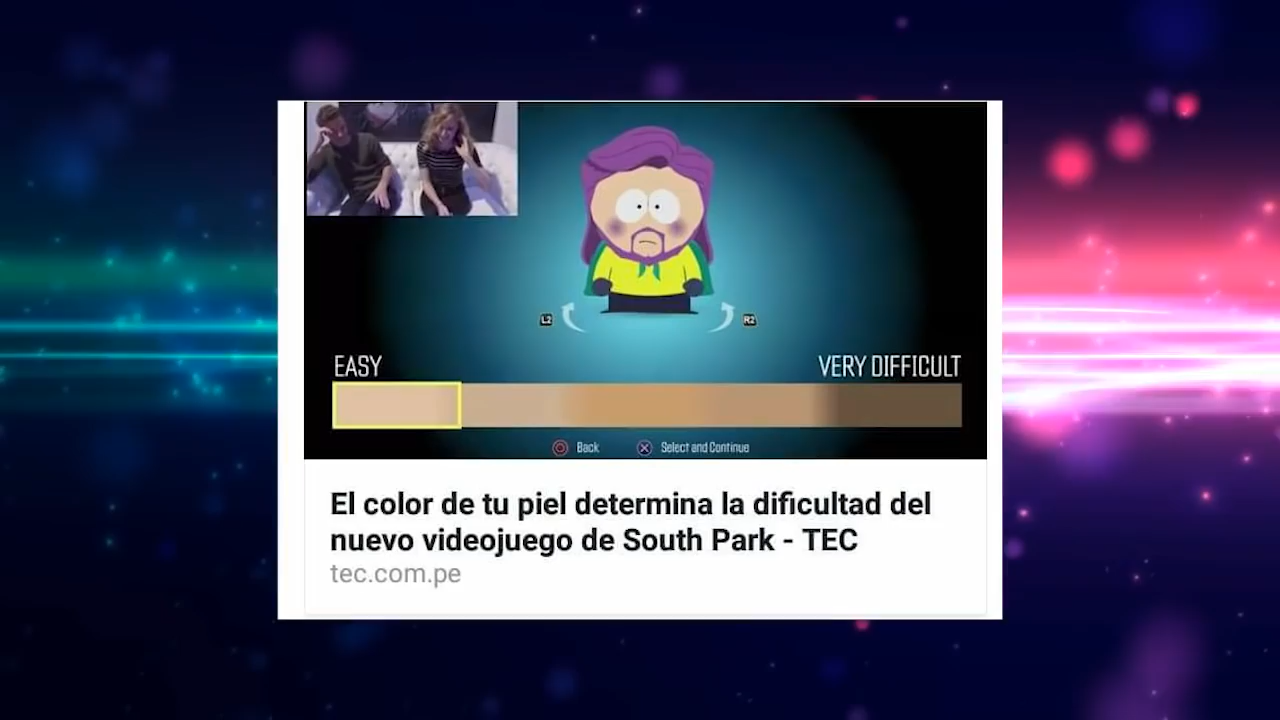 L2
R2
EASY
VERY DIFFICULT
Back
Select and Continue
El color de tu piel determina la dificultad del
nuevo videojuego de South Park - TEC
tec.com.pe